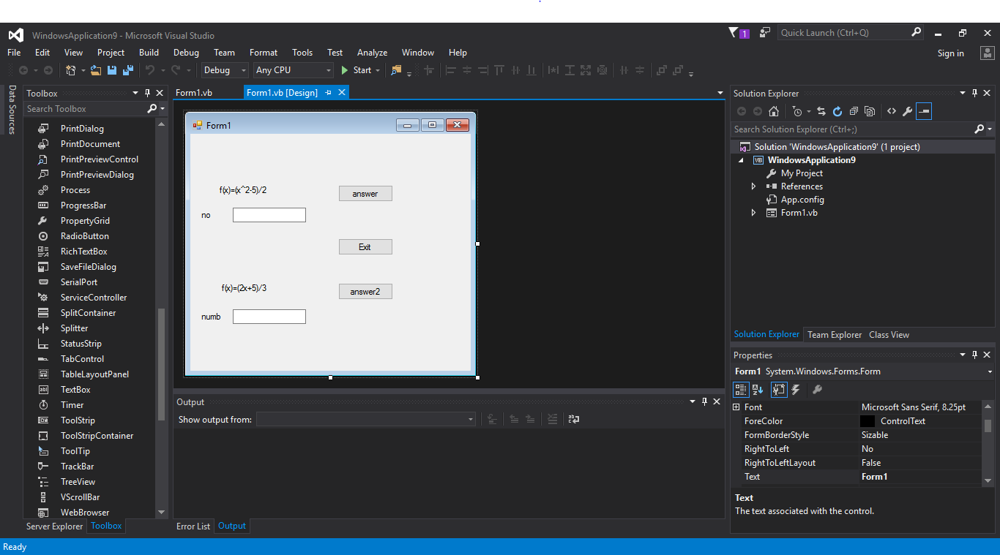 WindowsApplication9 - Microsoft Visual Studio
1
Quick Launch (Ctrl+Q)
File Edit View Project Build Debug Team Format Tools Test Analyze Window Help
Sign in
Debug Any CPU Start
Data Sources
Toolbox
Search Toolbox
PrintDialog
PrintDocument
PrintPreviewControl
PrintPreviewDialog
Process
ProgressBar
PropertyGrid
RadioButton
RichTextBox
SaveFileDialog
SerialPort
ServiceController
SplitContainer
Splitter
StatusStrip
TabControl
TableLayoutPanel
TextBox
Timer
ToolStrip
ToolStripContainer
ToolTip
TrackBar
TreeView
VScrollBar
WebBrowser
Server Explorer Toolbox
Form1.vb Form1.vb [Design]
Form1
f(x)=(x^2-5)/2
answer
no
Exit
f(x)=(2x+5)/3
answer2
numb
Output
Show output from:
Error List Output
Solution Explorer
Search Solution Explorer (Ctrl+;)
Solution 'WindowsApplication9' (1 project)
VB WindowsApplication9
My Project
References
App.config
Form1.vb
Solution Explorer Team Explorer Class View
Properties
Form1 System.Windows.Forms.Form
Font Microsoft Sans Serif, 8.25pt
ForeColor ControlText
FormBorderStyle Sizable
RightToLeft No
RightToLeftLayout False
Text Form1
Text
The text associated with the control.
Ready